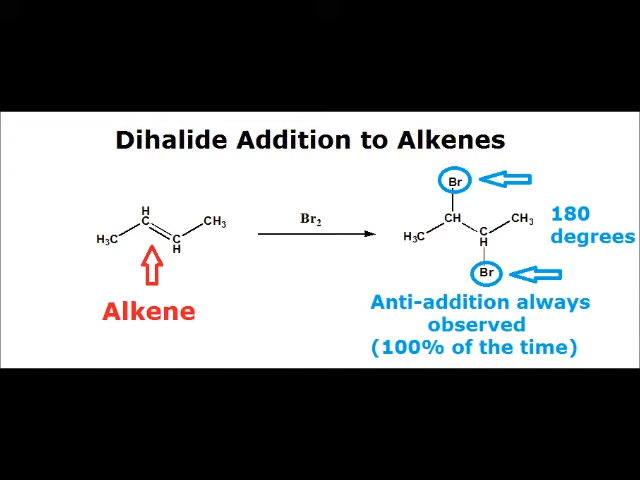 Dihalide Addition to Alkenes
H
C
CH3
H3C
C
H
Br2
Alkene
Br
CH
CH3
H3C
C
H
Br
180
degrees
Anti-addition always
observed
(100% of the time)